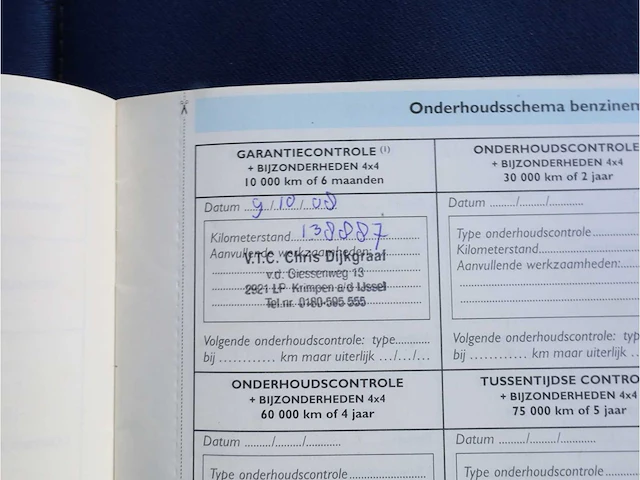 Onderhoudsschema benzinem
GARANTIECONTROLE (1)
+ BIJZONDERHEDEN 4x4
10 000 km of 6 maanden
Datum 9/10/08
Kilometerstand 138887
Aanvullende werkzaamheden:
V.T.C. Chris Dijkgraaf
v.d. Giessenweg 13
2921 LP Krimpen a/d IJssel
Tel.nr. 0180-595 555
Volgende onderhoudscontrole: type............
bij ............ km maar uiterlijk .../.../...
ONDERHOUDSCONTROLE
+ BIJZONDERHEDEN 4x4
30 000 km of 2 jaar
Datum ........./........./............
Type onderhoudscontrole
Kilometerstand
Aanvullende werkzaamheden:
Volgende onderhoudscontrole: ty
bij ............ km maar uiterlijk ...
ONDERHOUDSCONTROLE
+ BIJZONDERHEDEN 4x4
60 000 km of 4 jaar
Datum ........./........./............
Type onderhoudscontrole
TUSSENTIJDSE CONTRO
+ BIJZONDERHEDEN 4x4
75 000 km of 5 jaar
Datum ........./........./............
Type onderhoudscontrole